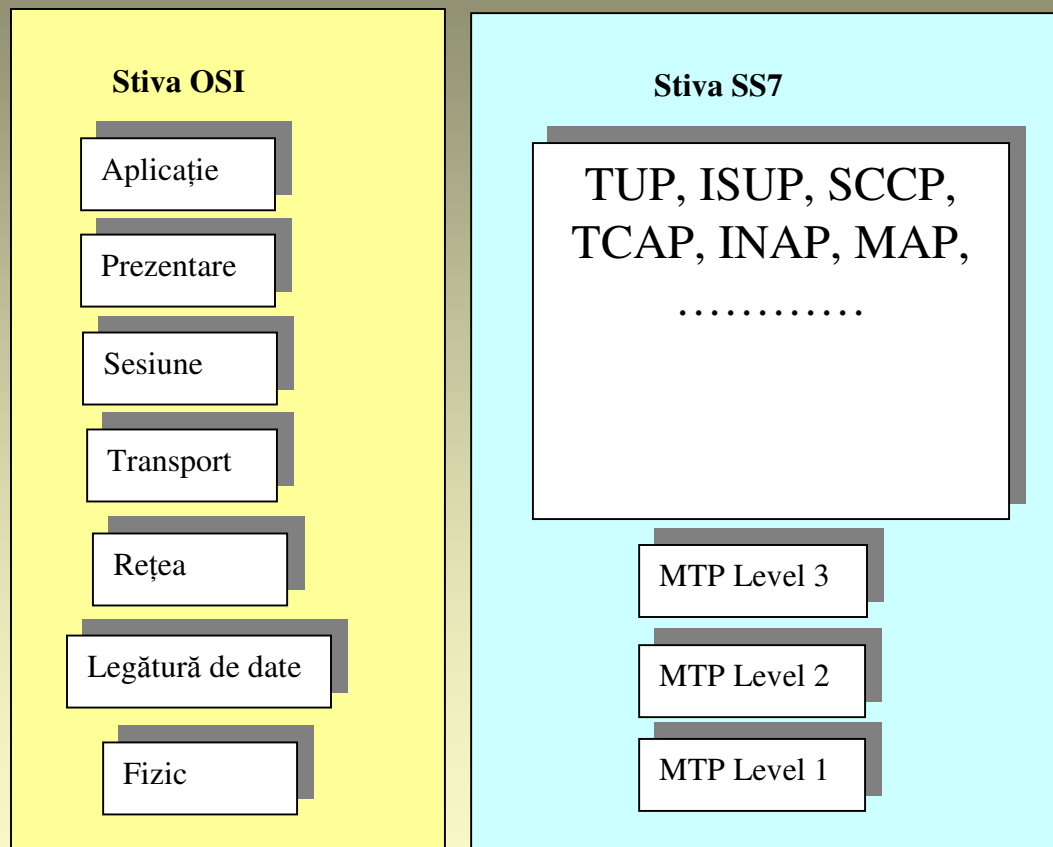 Stiva OSI
Aplicație
Prezentare
Sesiune
Transport
Rețea
Legătură de date
Fizic
Stiva SS7
TUP, ISUP, SCCP,
TCAP, INAP, MAP,
…………
MTP Level 3
MTP Level 2
MTP Level 1